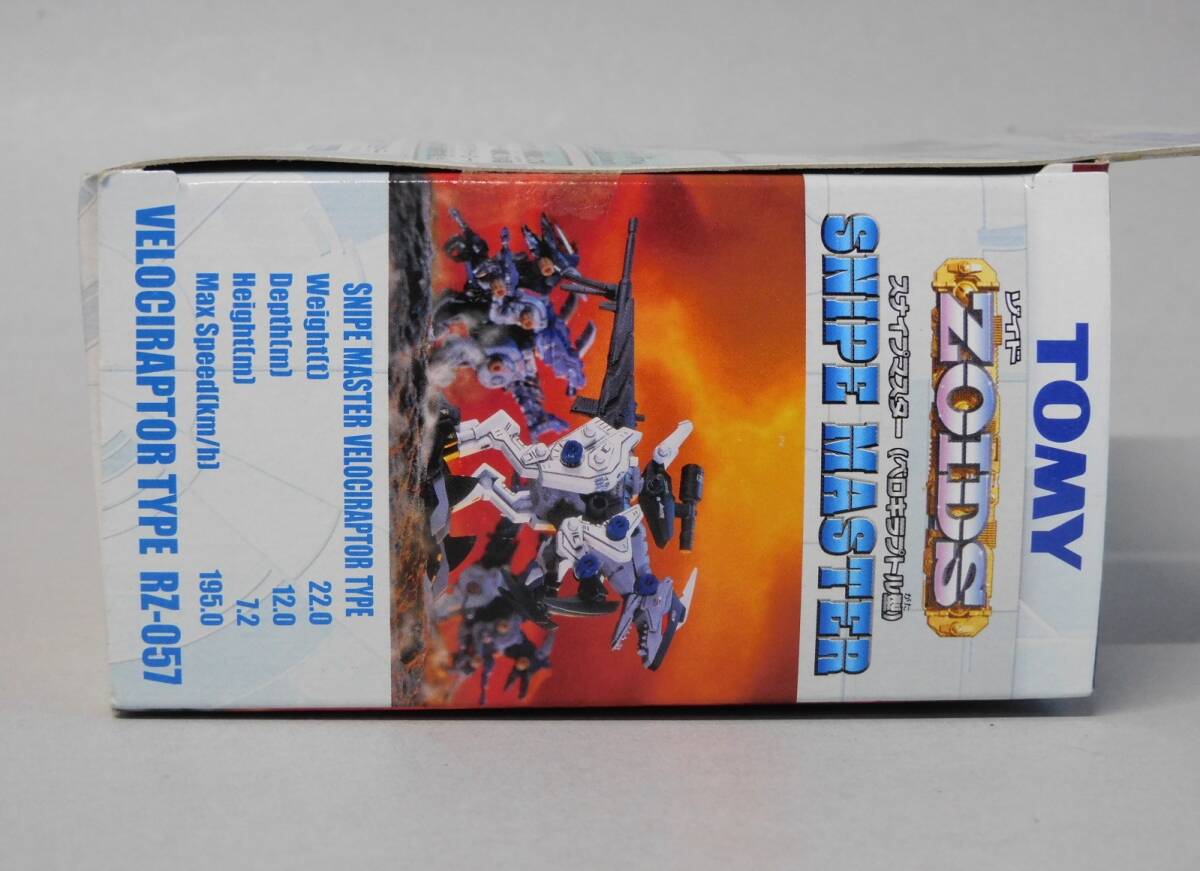 TOMY
ゾイド
ZOIDS
スナイプマスター (ベロキラプトル型)
がた
SNIPE MASTER
SNIPE MASTER VELOCIRAPTOR TYPE
Weight(t) 22.0
Depth(m) 12.0
Height(m) 7.2
Max Speed(km/h) 195.0
VELOCIRAPTOR TYPE RZ-057